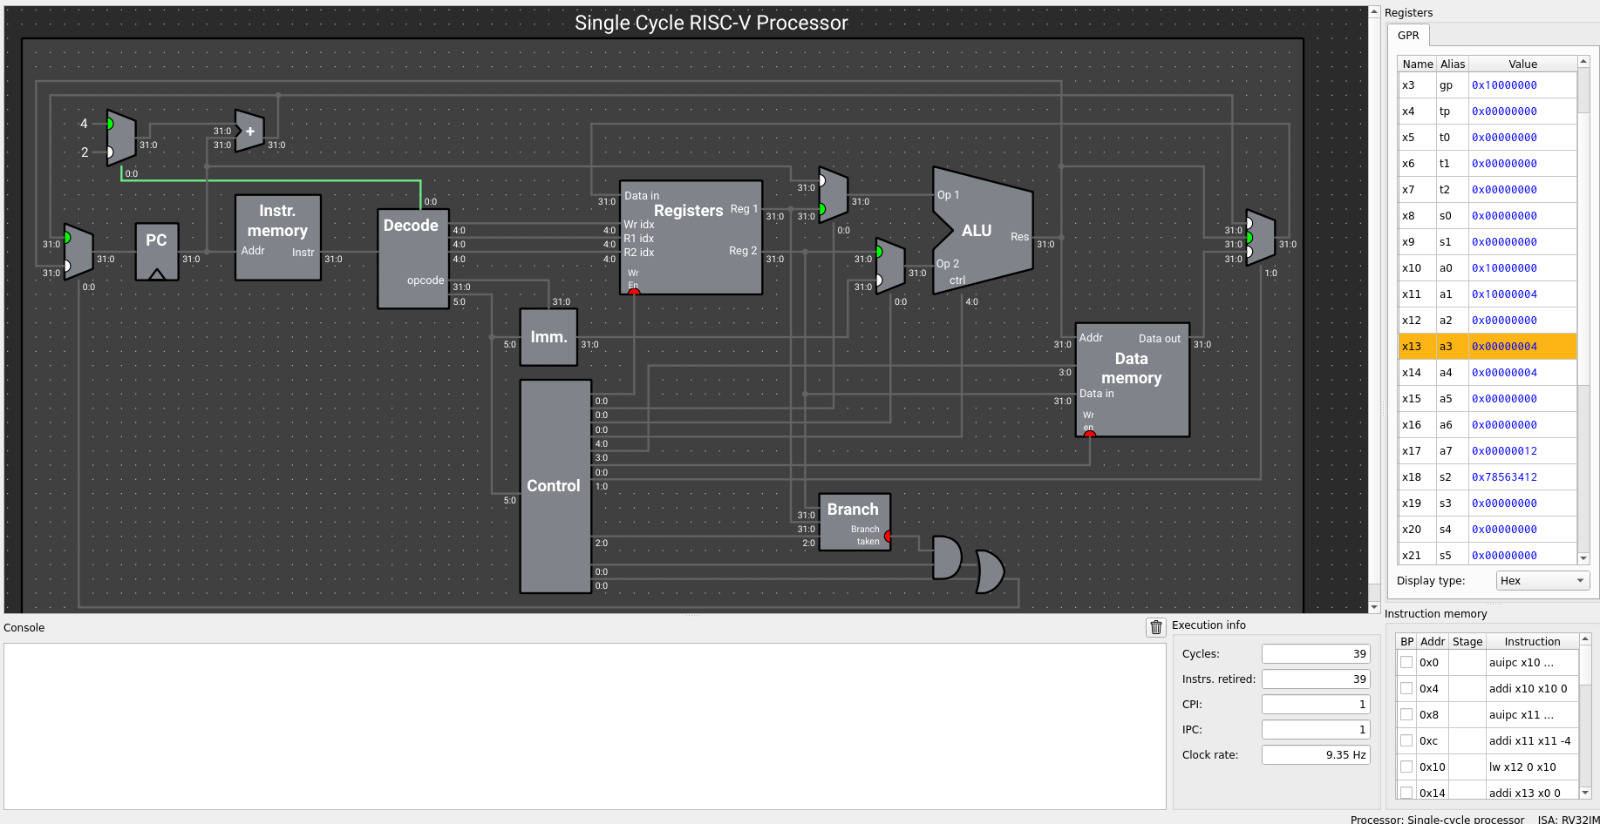 Single Cycle RISC-V Processor
4
2
31:0
31:0
31:0
+
31:0
0:0
0:0
31:0
31:0
31:0
0:0
PC
31:0
Instr.
memory
Addr
Instr
31:0
Decode
opcode
4:0
4:0
4:0
31:0
5:0
31:0
5:0
Imm.
31:0
31:0
4:0
4:0
4:0
Data in
Registers
Reg 1
Wr idx
R1 idx
R2 idx
Reg 2
Wr
En
31:0
31:0
31:0
31:0
31:0
0:0
31:0
31:0
31:0
0:0
Op 1
ALU
Res
Op 2
ctrl
31:0
4:0
31:0
3:0
31:0
Addr
Data out
Data
memory
Data in
Wr
en
31:0
31:0
31:0
31:0
31:0
1:0
5:0
Control
0:0
0:0
0:0
4:0
3:0
0:0
1:0
2:0
0:0
0:0
31:0
31:0
2:0
Branch
Branch
taken
Registers
GPR
Name Alias Value
x3 gp 0x10000000
x4 tp 0x00000000
x5 t0 0x00000000
x6 t1 0x00000000
x7 t2 0x00000000
x8 s0 0x00000000
x9 s1 0x00000000
x10 a0 0x10000000
x11 a1 0x10000004
x12 a2 0x00000000
x13 a3 0x00000004
x14 a4 0x00000004
x15 a5 0x00000000
x16 a6 0x00000000
x17 a7 0x00000012
x18 s2 0x78563412
x19 s3 0x00000000
x20 s4 0x00000000
x21 s5 0x00000000
Display type: Hex
Console
Execution info
Cycles: 39
Instrs. retired: 39
CPI: 1
IPC: 1
Clock rate: 9.35 Hz
Instruction memory
BP Addr Stage Instruction
0x0 auipc x10 ...
0x4 addi x10 x10 0
0x8 auipc x11 ...
0xc addi x11 x11 -4
0x10 lw x12 0 x10
0x14 addi x13 x0 0
Processor: Single-cycle processor ISA: RV32IM